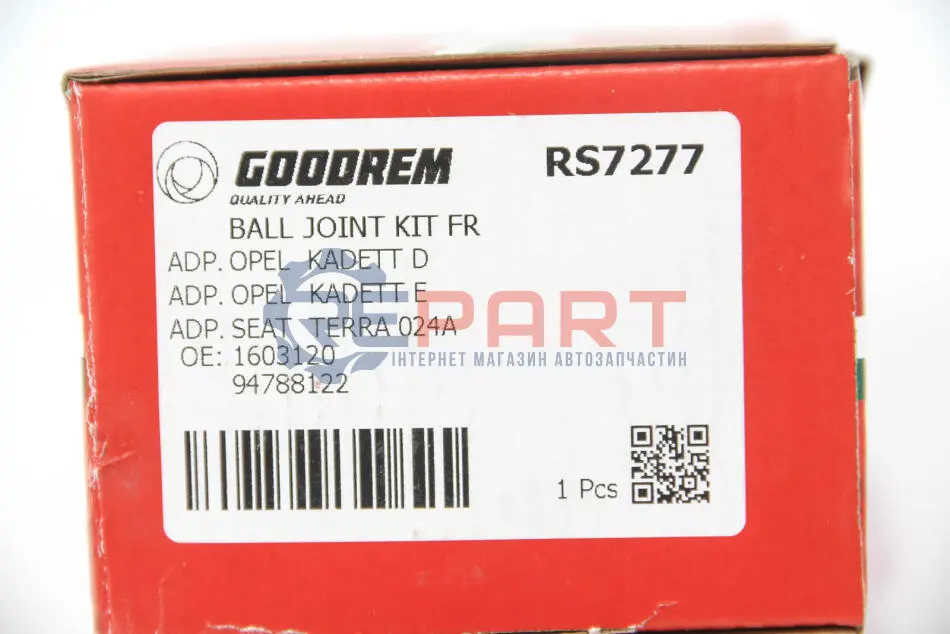 GOODREM
RS7277
QUALITY AHEAD
BALL JOINT KIT FR
ADP. OPEL KADETT D
ADP. OPEL KADETT E
ADP. SEAT TERRA 024A
OE: 1603120
94788122
1 Pcs
REPART
ІНТЕРНЕТ МАГАЗИН АВТОЗАПЧАСТИН